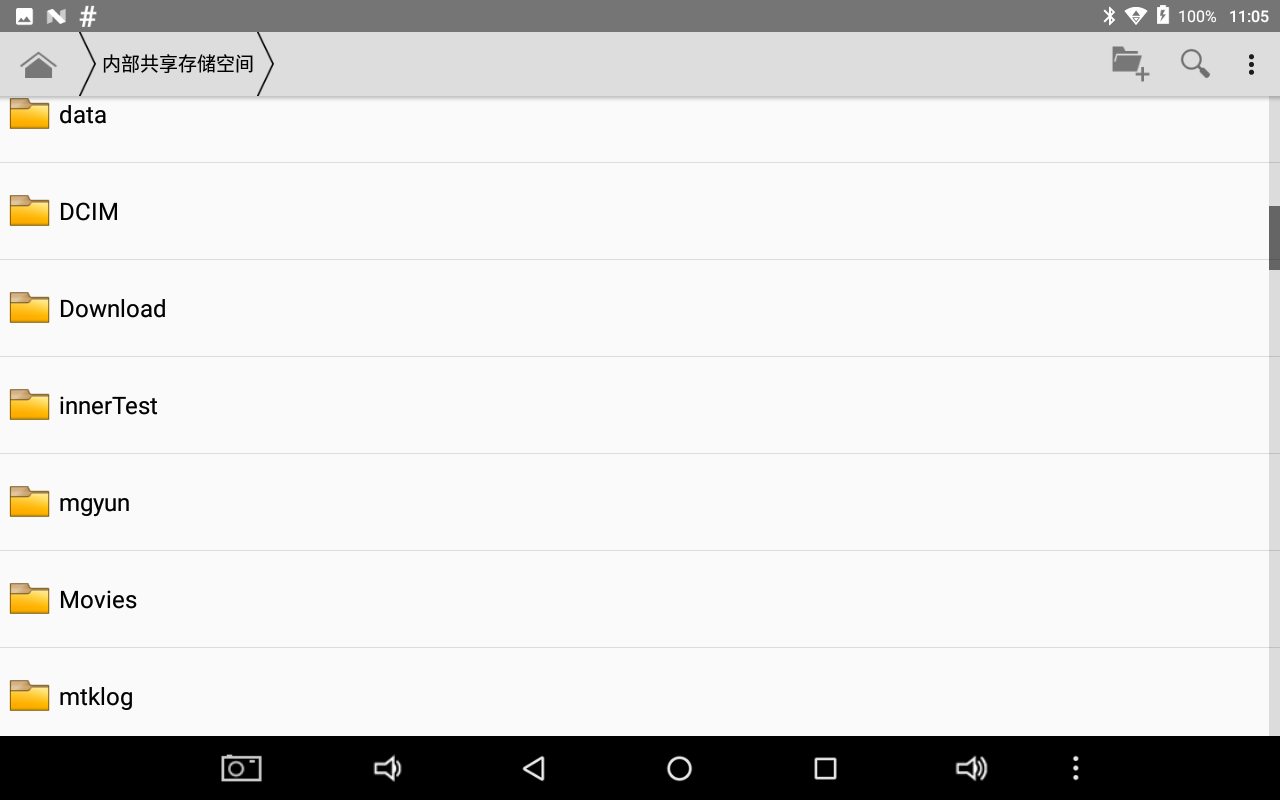 # 100% 11:05
内部共享存储空间
data
DCIM
Download
innerTest
mgyun
Movies
mtklog